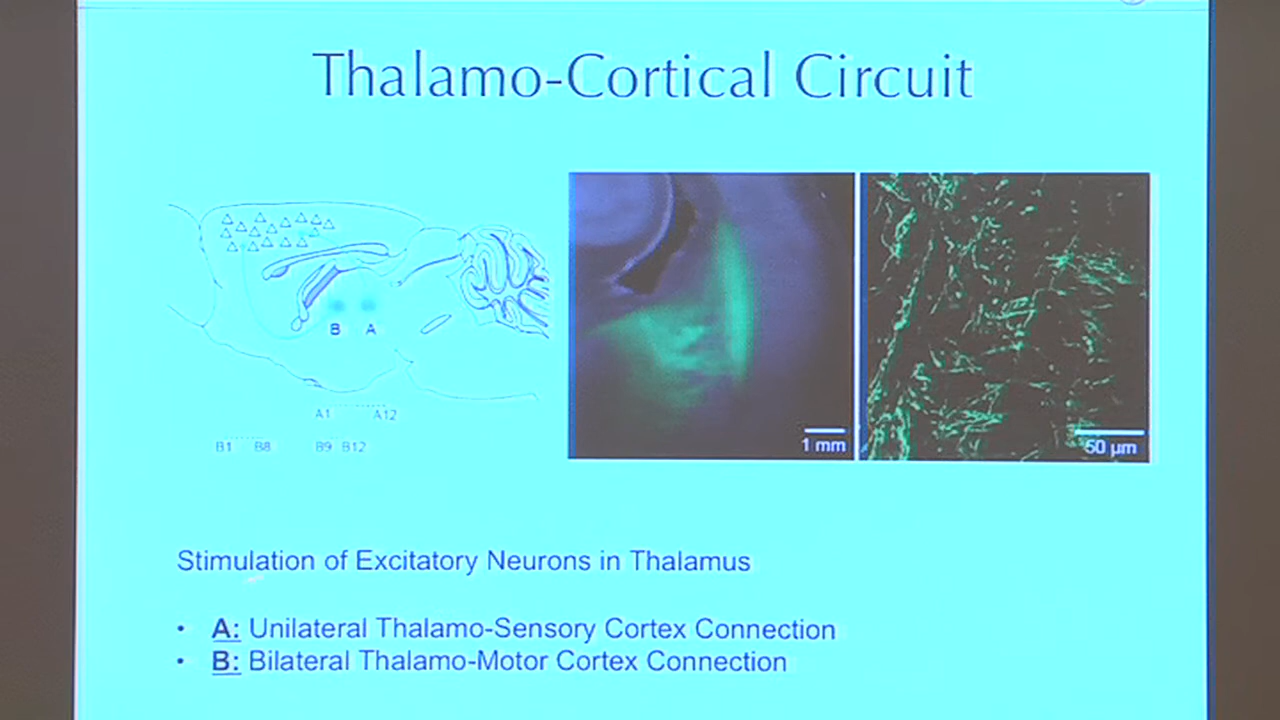 Thalamo-Cortical Circuit
B A
A1 A12
B1 B8 B9 B12
1 mm
50 µm
Stimulation of Excitatory Neurons in Thalamus
• A: Unilateral Thalamo-Sensory Cortex Connection
• B: Bilateral Thalamo-Motor Cortex Connection